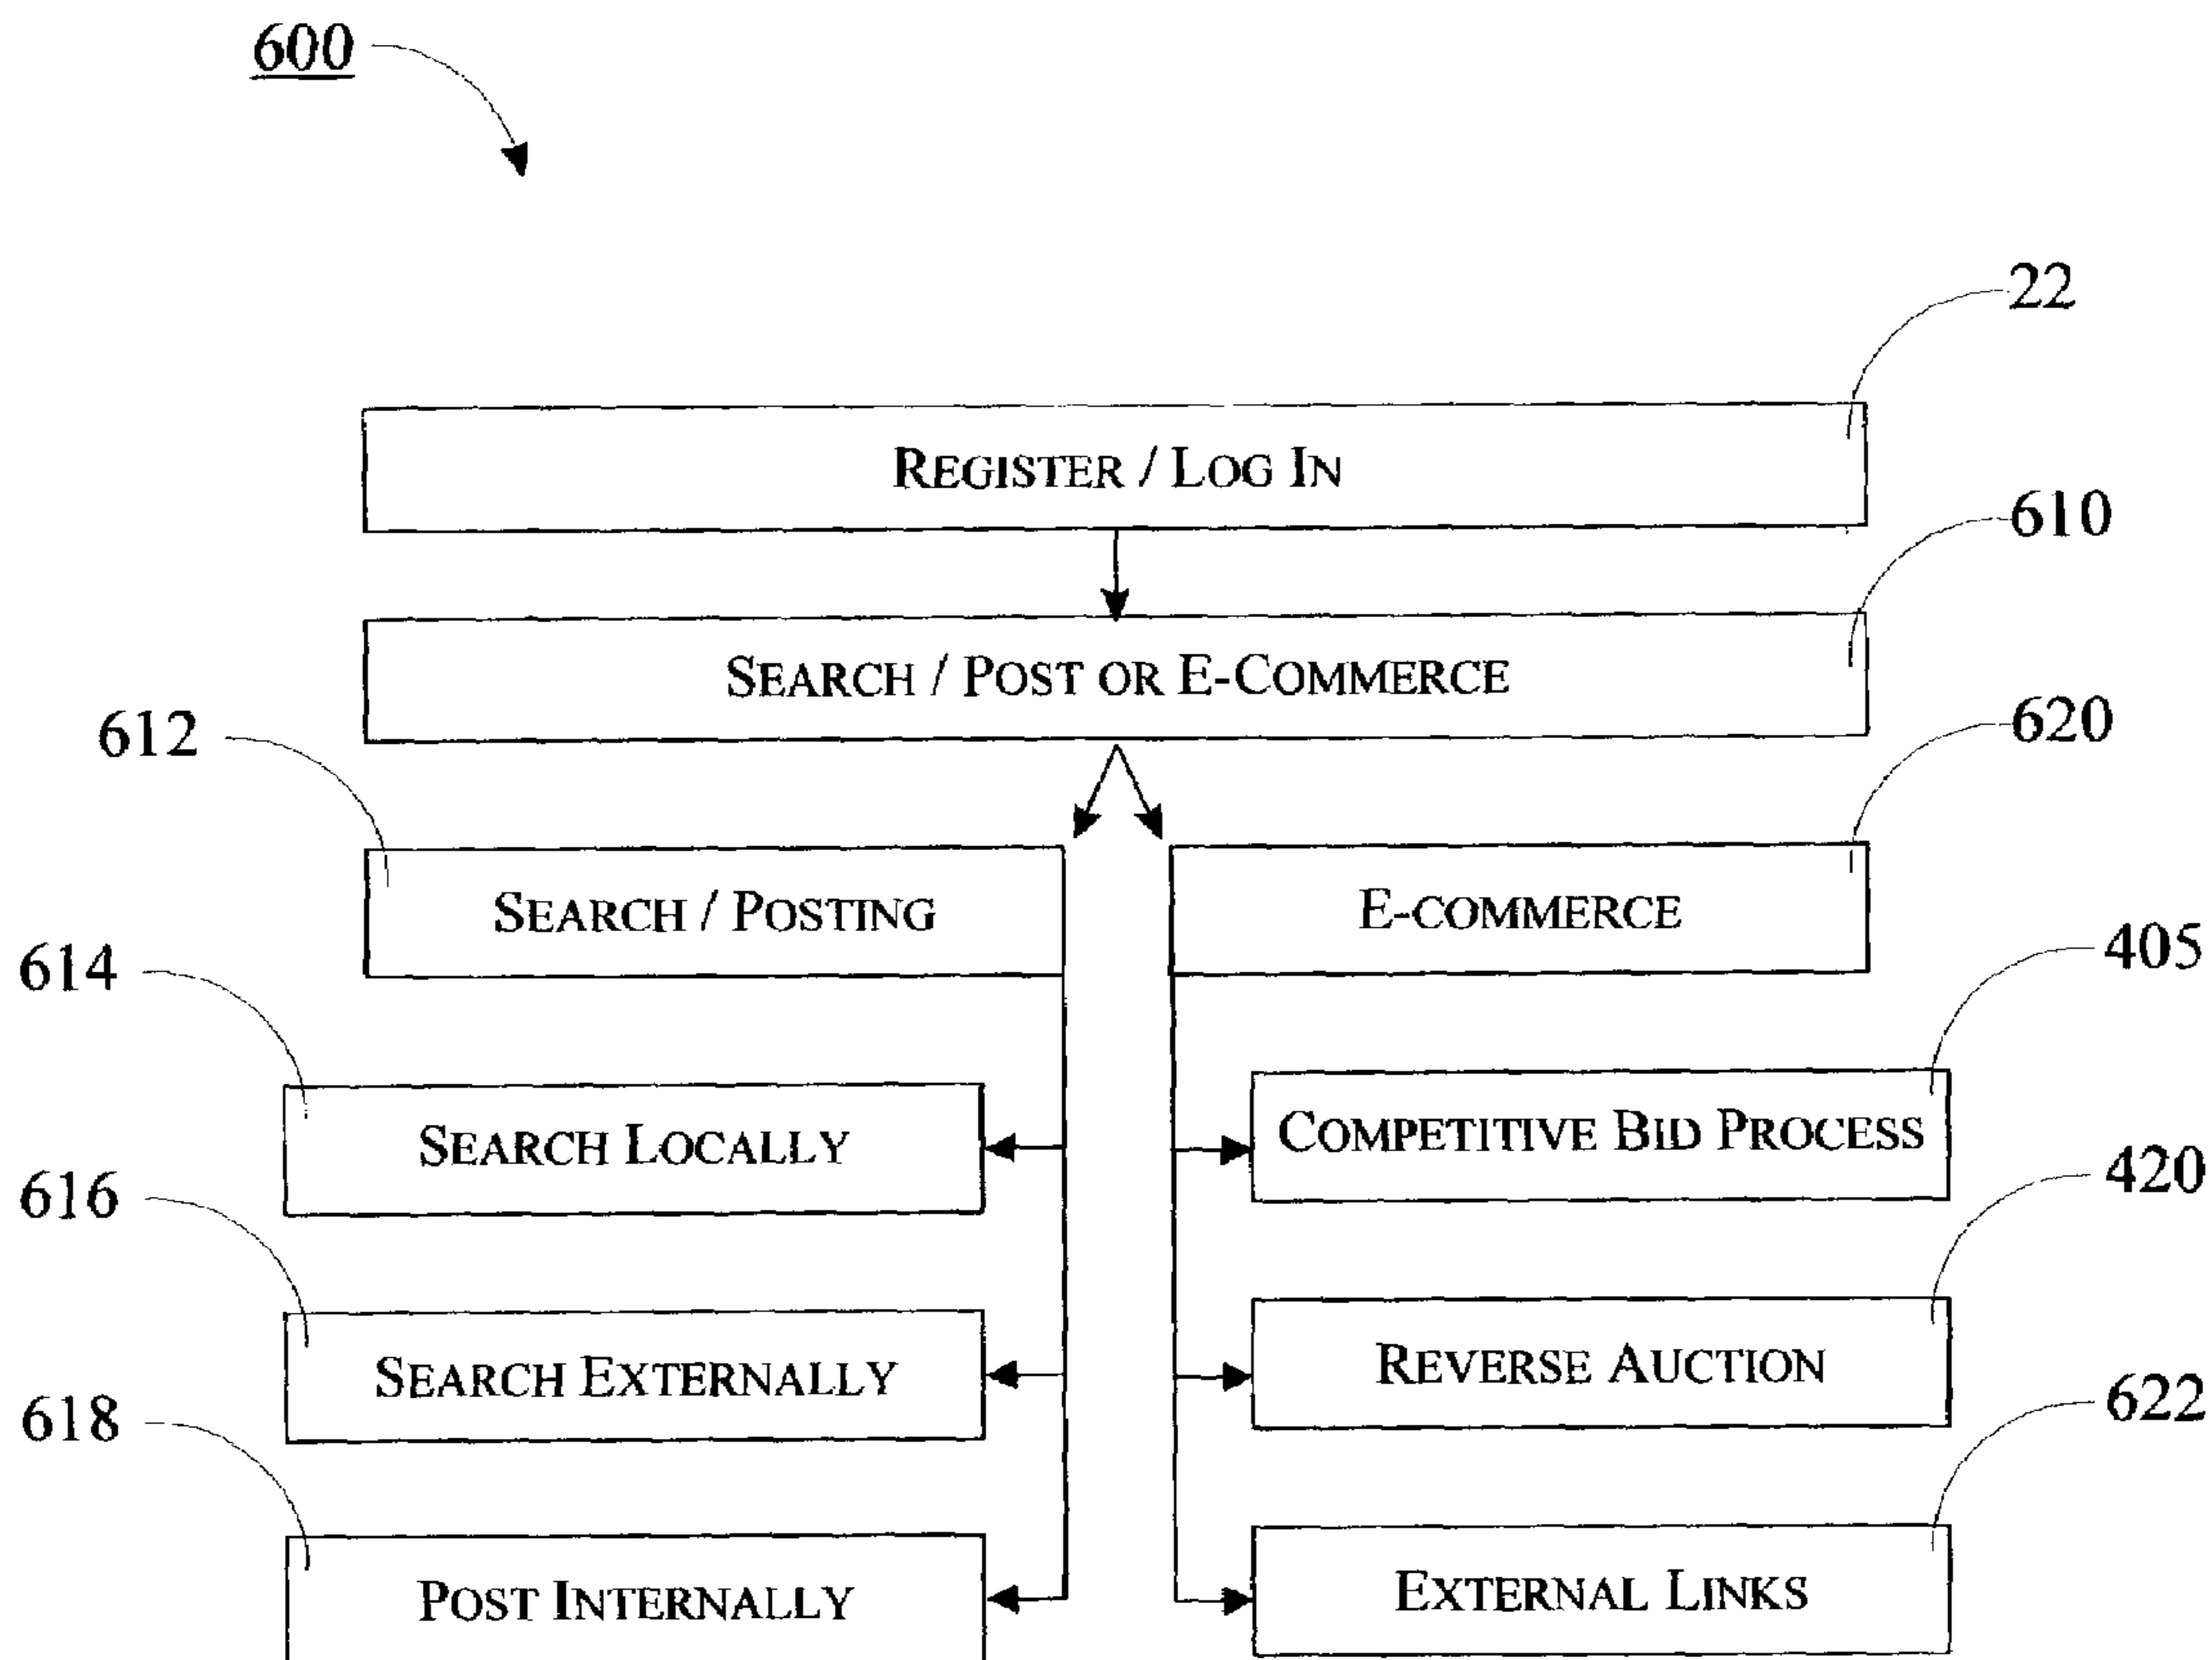 600
22
REGISTER / LOG IN
610
SEARCH / POST OR E-COMMERCE
612
620
SEARCH / POSTING
E-COMMERCE
614
405
SEARCH LOCALLY
COMPETITIVE BID PROCESS
616
420
SEARCH EXTERNALLY
REVERSE AUCTION
618
622
POST INTERNALLY
EXTERNAL LINKS